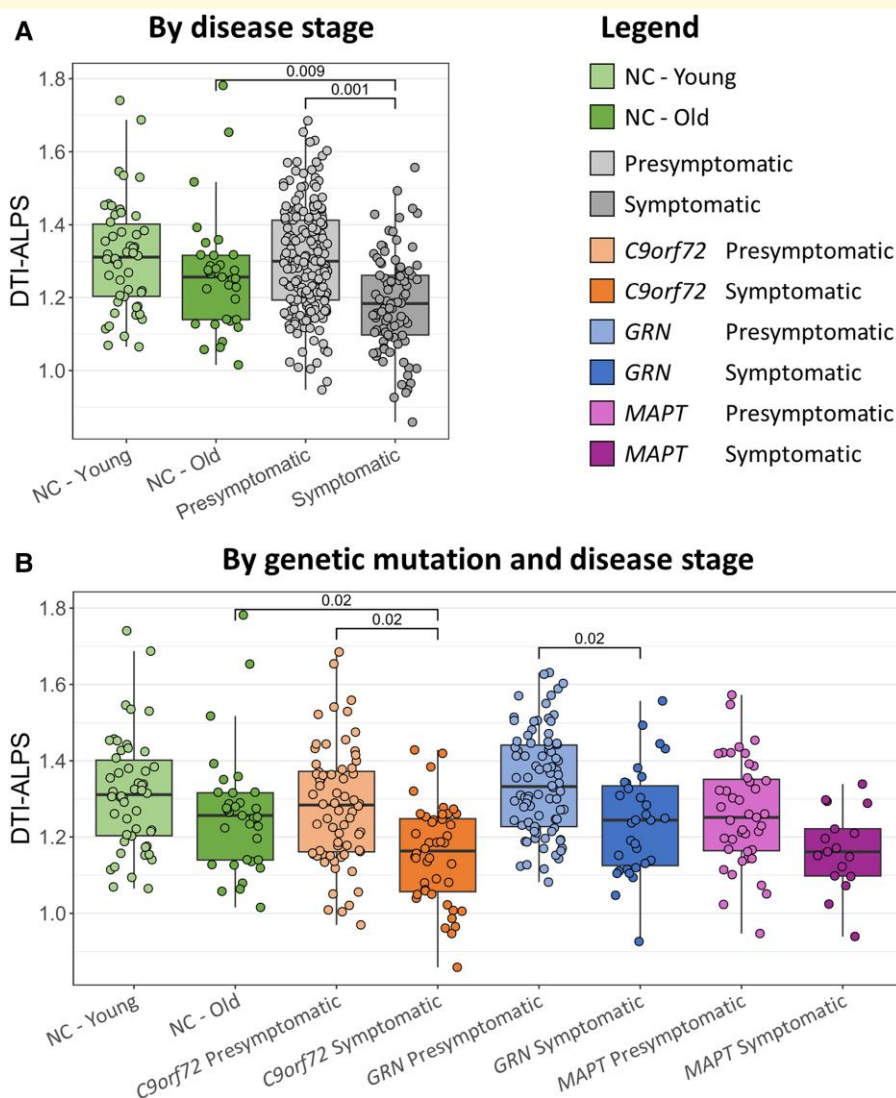 A
By disease stage
Legend
DTI-ALPS
1.8
1.6
1.4
1.2
1.0
0.009
0.001
NC - Young
NC - Old
Presymptomatic
Symptomatic
NC - Young
NC - Old
Presymptomatic
Symptomatic
C9orf72 Presymptomatic
C9orf72 Symptomatic
GRN Presymptomatic
GRN Symptomatic
MAPT Presymptomatic
MAPT Symptomatic
B
By genetic mutation and disease stage
DTI-ALPS
1.8
1.6
1.4
1.2
1.0
0.02
0.02
0.02
NC - Young
NC - Old
C9orf72 Presymptomatic
C9orf72 Symptomatic
GRN Presymptomatic
GRN Symptomatic
MAPT Presymptomatic
MAPT Symptomatic